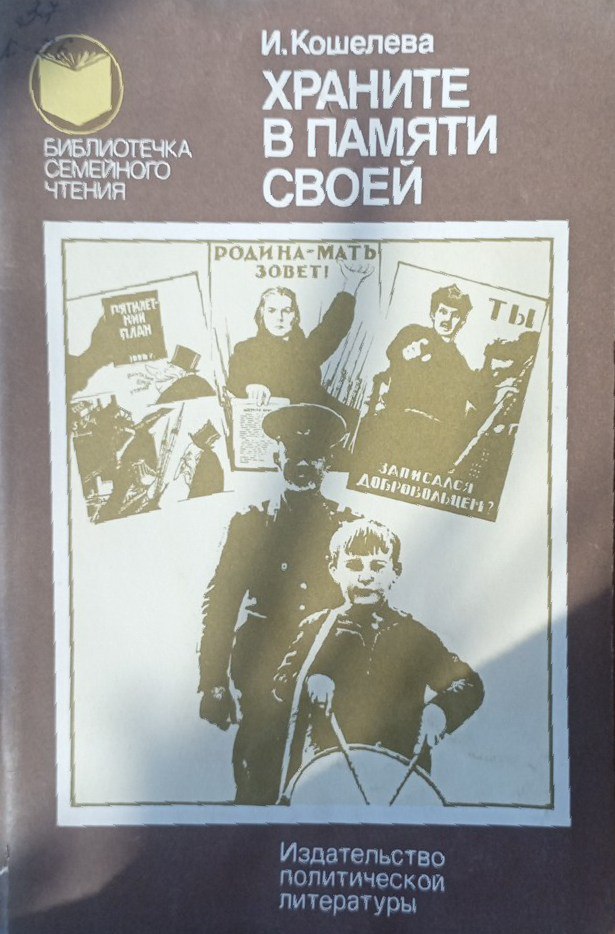 И. Кошелева
ХРАНИТЕ
В ПАМЯТИ
СВОЕЙ
БИБЛИОТЕЧКА
СЕМЕЙНОГО
ЧТЕНИЯ
РОДИНА-МАТЬ
ЗОВЕТ!
ПЯТИЛЕТ-
НИЙ
ПЛАН
ТЫ
ЗАПИСАЛСЯ
ДОБРОВОЛЬЦЕМ?
Издательство
политической
литературы